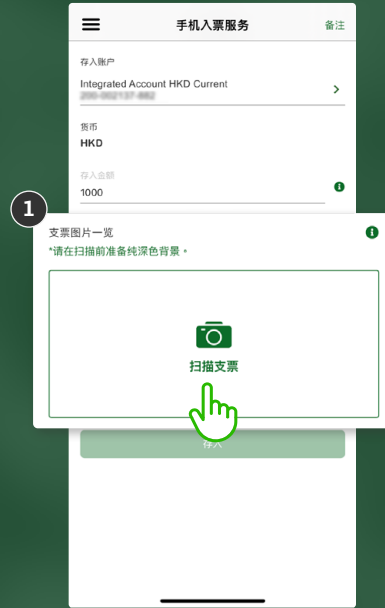 手机入票服务
备注
存入账户
Integrated Account HKD Current
货币
HKD
存入金额
1000
1
支票图片一览
*请在扫描前准备纯深色背景。
扫描支票
存入